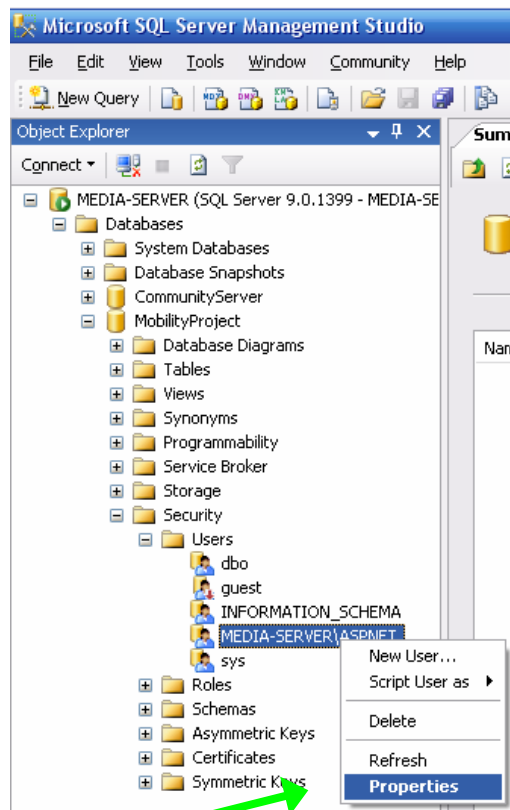 Microsoft SQL Server Management Studio
File Edit View Tools Window Community Help
New Query
Object Explorer
Connect
MEDIA-SERVER (SQL Server 9.0.1399 - MEDIA-SE
Databases
System Databases
Database Snapshots
CommunityServer
MobilityProject
Database Diagrams
Tables
Views
Synonyms
Programmability
Service Broker
Storage
Security
Users
dbo
guest
INFORMATION_SCHEMA
MEDIA-SERVER\ASPNET
sys
Roles
Schemas
Asymmetric Keys
Certificates
Symmetric Keys
New User...
Script User as
Delete
Refresh
Properties
Sum
Nan